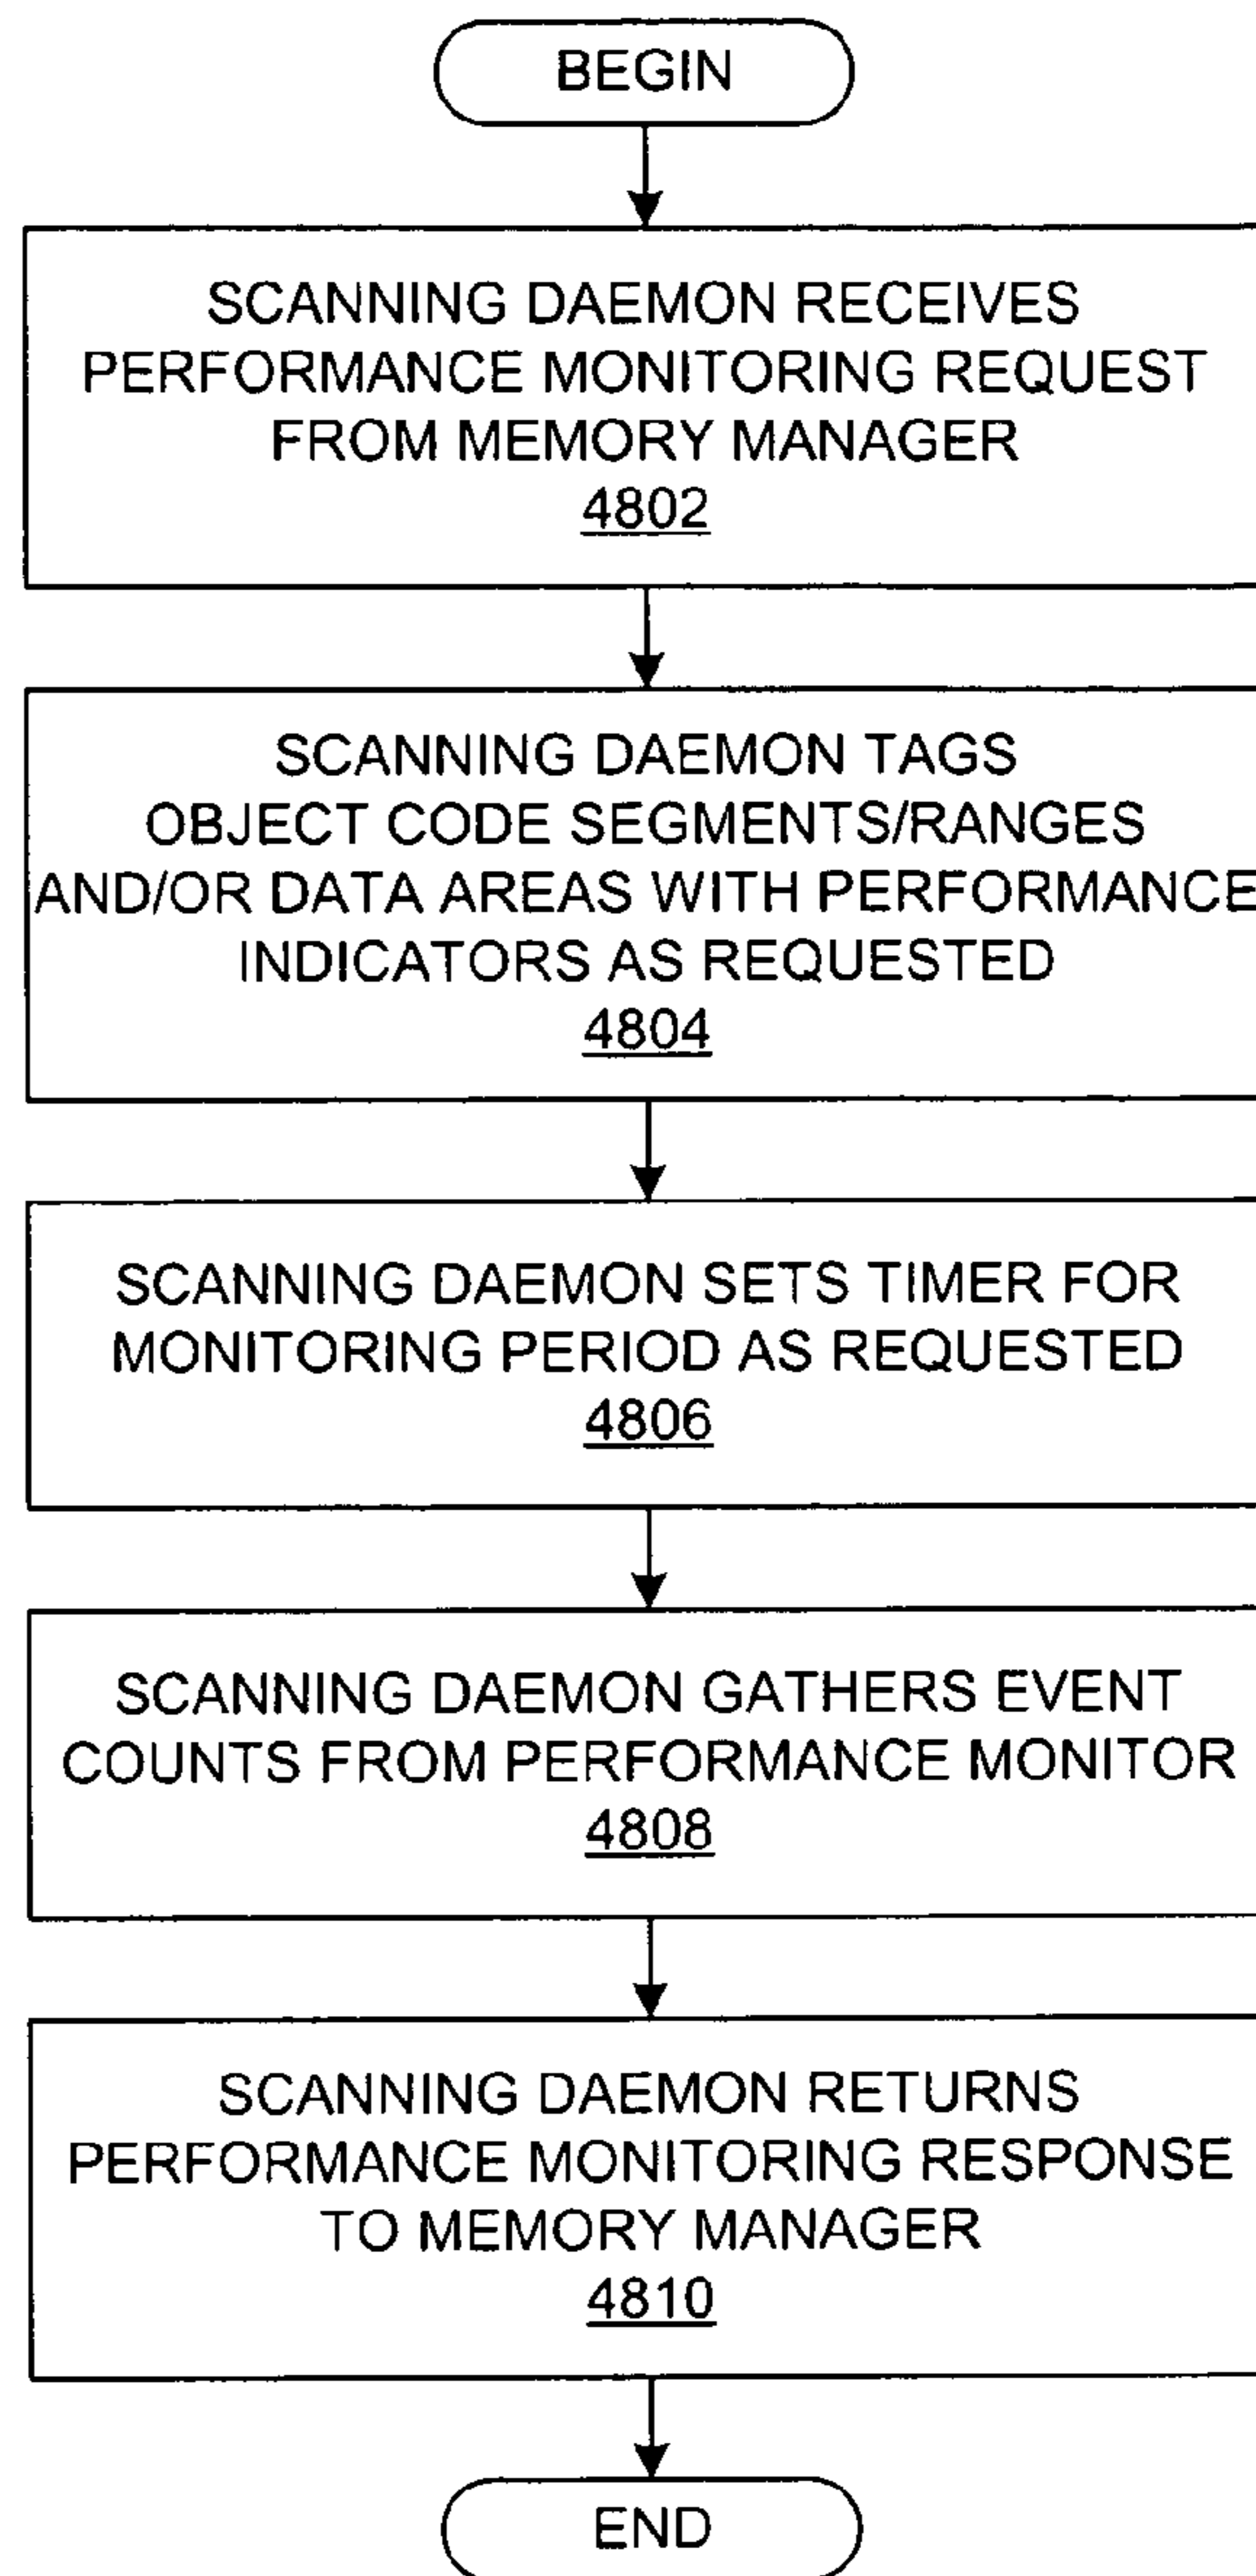 BEGIN
SCANNING DAEMON RECEIVES
PERFORMANCE MONITORING REQUEST
FROM MEMORY MANAGER
4802
SCANNING DAEMON TAGS
OBJECT CODE SEGMENTS/RANGES
AND/OR DATA AREAS WITH PERFORMANCE
INDICATORS AS REQUESTED
4804
SCANNING DAEMON SETS TIMER FOR
MONITORING PERIOD AS REQUESTED
4806
SCANNING DAEMON GATHERS EVENT
COUNTS FROM PERFORMANCE MONITOR
4808
SCANNING DAEMON RETURNS
PERFORMANCE MONITORING RESPONSE
TO MEMORY MANAGER
4810
END